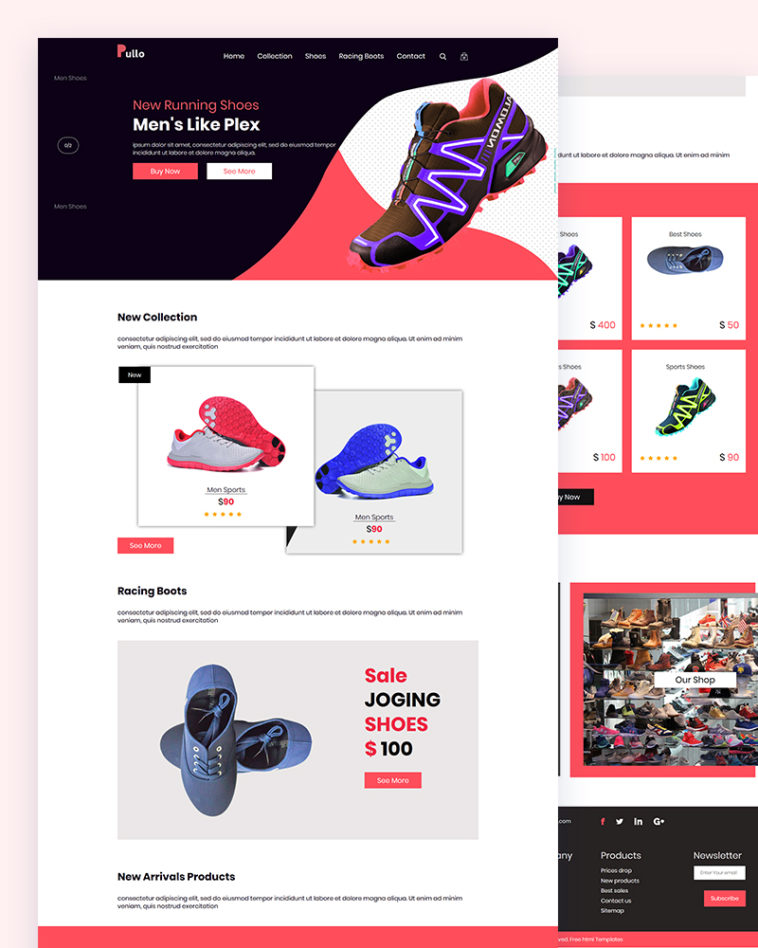 Pullo
Home Collection Shoes Racing Boots Contact
Men Shoes
New Running Shoes
Men's Like Plex
ipsum dolor sit amet, consectetur adipiscing elit, sed do eiusmod tempor
incididunt ut labore et dolore magna aliqua.
Buy Now See More
0/2
Men Shoes
SALOMON
New Collection
consectetur adipiscing elit, sed do eiusmod tempor incididunt ut labore et dolore magna aliqua. Ut enim ad minim
veniam, quis nostrud exercitation
New
Men Sports
$90
Men Sports
$90
See More
Racing Boots
consectetur adipiscing elit, sed do eiusmod tempor incididunt ut labore et dolore magna aliqua. Ut enim ad minim
veniam, quis nostrud exercitation
Sale
JOGING
SHOES
$ 100
See More
New Arrivals Products
consectetur adipiscing elit, sed do eiusmod tempor incididunt ut labore et dolore magna aliqua. Ut enim ad minim
veniam, quis nostrud exercitation
dunt ut labore et dolore magna aliqua. Ut enim ad minim
Shoes
$ 400
Best Shoes
$ 50
s Shoes
$ 100
Sports Shoes
$ 90
y Now
Our Shop
.com
f in G+
any
Products
Prices drop
New products
Best sales
Contact us
Sitemap
Newsletter
Enter Your email
Subscribe
ved. Free html Templates